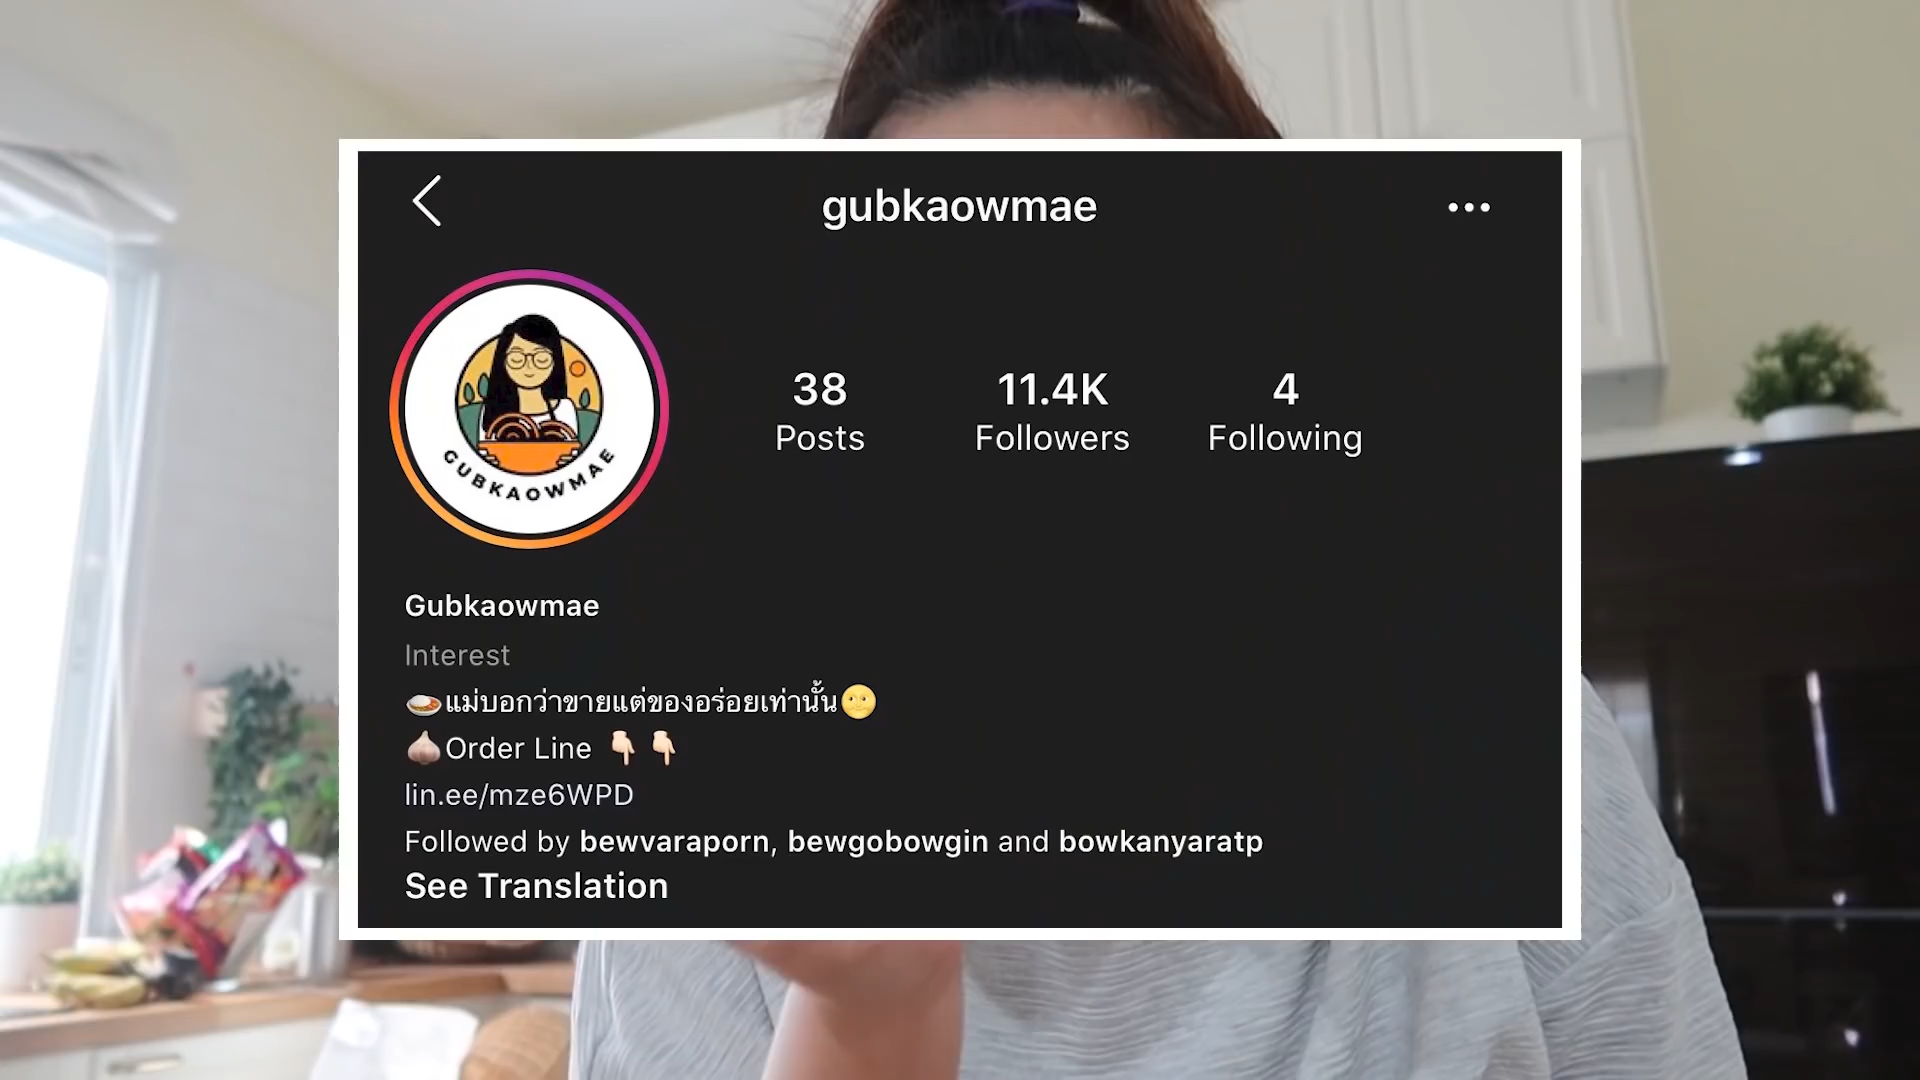 gubkaowmae
GUBKAOWMAE
38
Posts
11.4K
Followers
4
Following
Gubkaowmae
Interest
🍛แม่บอกว่าขายแต่ของอร่อยเท่านั้น🌝
🧄Order Line 👇🏻 👇🏻
lin.ee/mze6WPD
Followed by bewvaraporn, bewgobowgin and bowkanyaratp
See Translation